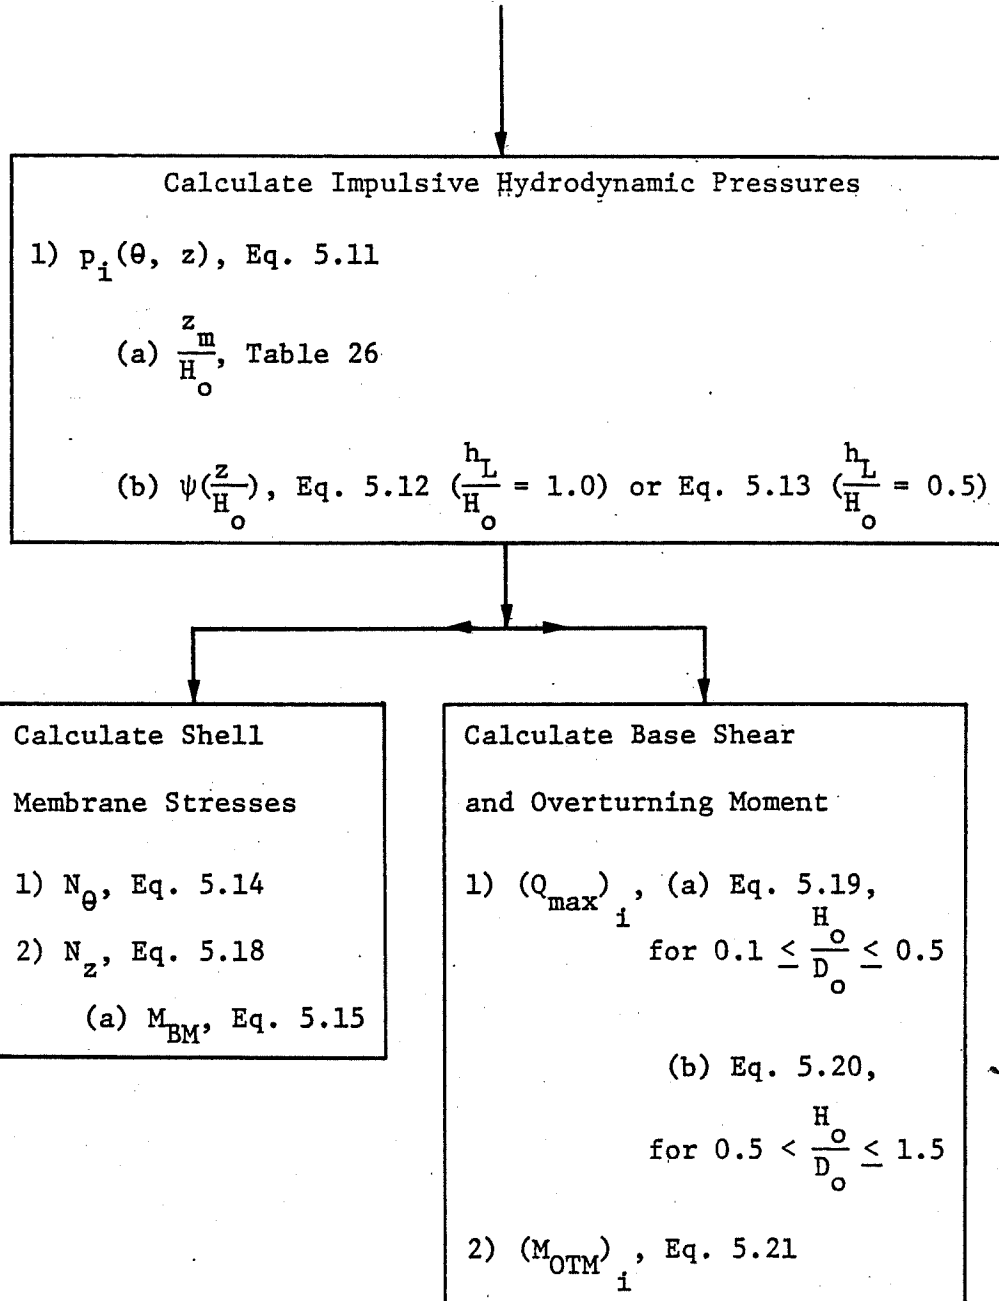 Calculate Impulsive Hydrodynamic Pressures
1) p_i(θ, z), Eq. 5.11
(a) z_m/H_o, Table 26
(b) ψ(z/H_o), Eq. 5.12 (h_L/H_o = 1.0) or Eq. 5.13 (h_L/H_o = 0.5)
Calculate Shell
Membrane Stresses
1) N_θ, Eq. 5.14
2) N_z, Eq. 5.18
(a) M_BM, Eq. 5.15
Calculate Base Shear
and Overturning Moment
1) (Q_max)_i, (a) Eq. 5.19,
for 0.1 ≤ H_o/D_o ≤ 0.5
(b) Eq. 5.20,
for 0.5 < H_o/D_o ≤ 1.5
2) (M_OTM)_i, Eq. 5.21